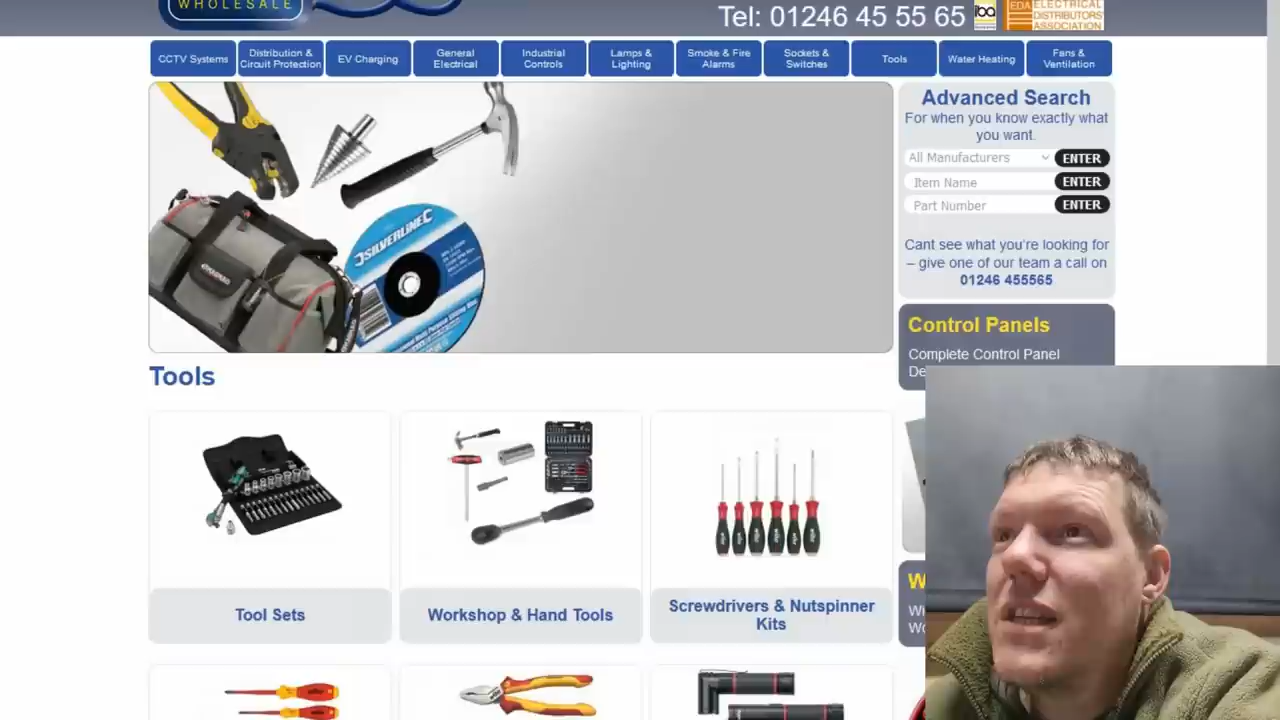 WHOLESALE
Tel: 01246 45 55 65
iba
EDA
ELECTRICAL
DISTRIBUTORS'
ASSOCIATION
CCTV Systems
Distribution &
Circuit Protection
EV Charging
General
Electrical
Industrial
Controls
Lamps &
Lighting
Smoke & Fire
Alarms
Sockets &
Switches
Tools
Water Heating
Fans &
Ventilation
SILVERLINE
Advanced Search
For when you know exactly what
you want.
All Manufacturers ENTER
Item Name ENTER
Part Number ENTER
Cant see what you're looking for
– give one of our team a call on
01246 455565
Control Panels
Complete Control Panel
De
Tools
Tool Sets
Workshop & Hand Tools
Screwdrivers & Nutspinner
Kits
W
Wi
Wo